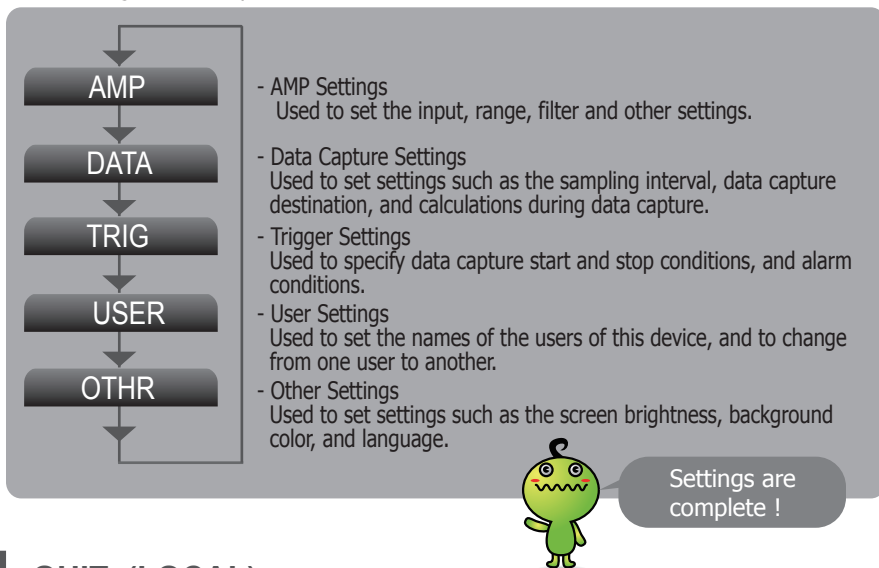 AMP
- AMP Settings
Used to set the input, range, filter and other settings.
DATA
- Data Capture Settings
Used to set settings such as the sampling interval, data capture
destination, and calculations during data capture.
TRIG
- Trigger Settings
Used to specify data capture start and stop conditions, and alarm
conditions.
USER
- User Settings
Used to set the names of the users of this device, and to change
from one user to another.
OTHR
- Other Settings
Used to set settings such as the screen brightness, background
color, and language.
Settings are
complete !